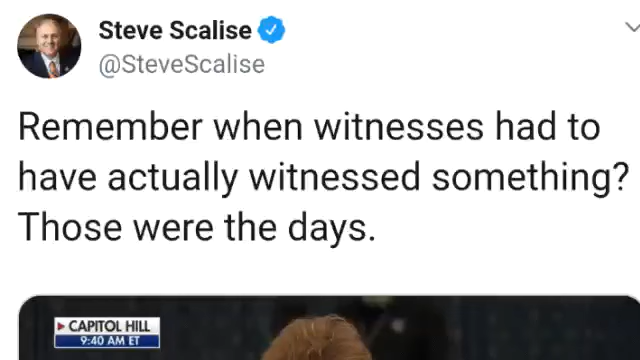 Steve Scalise
@SteveScalise
Remember when witnesses had to
have actually witnessed something?
Those were the days.
CAPITOL HILL
9:40 AM ET